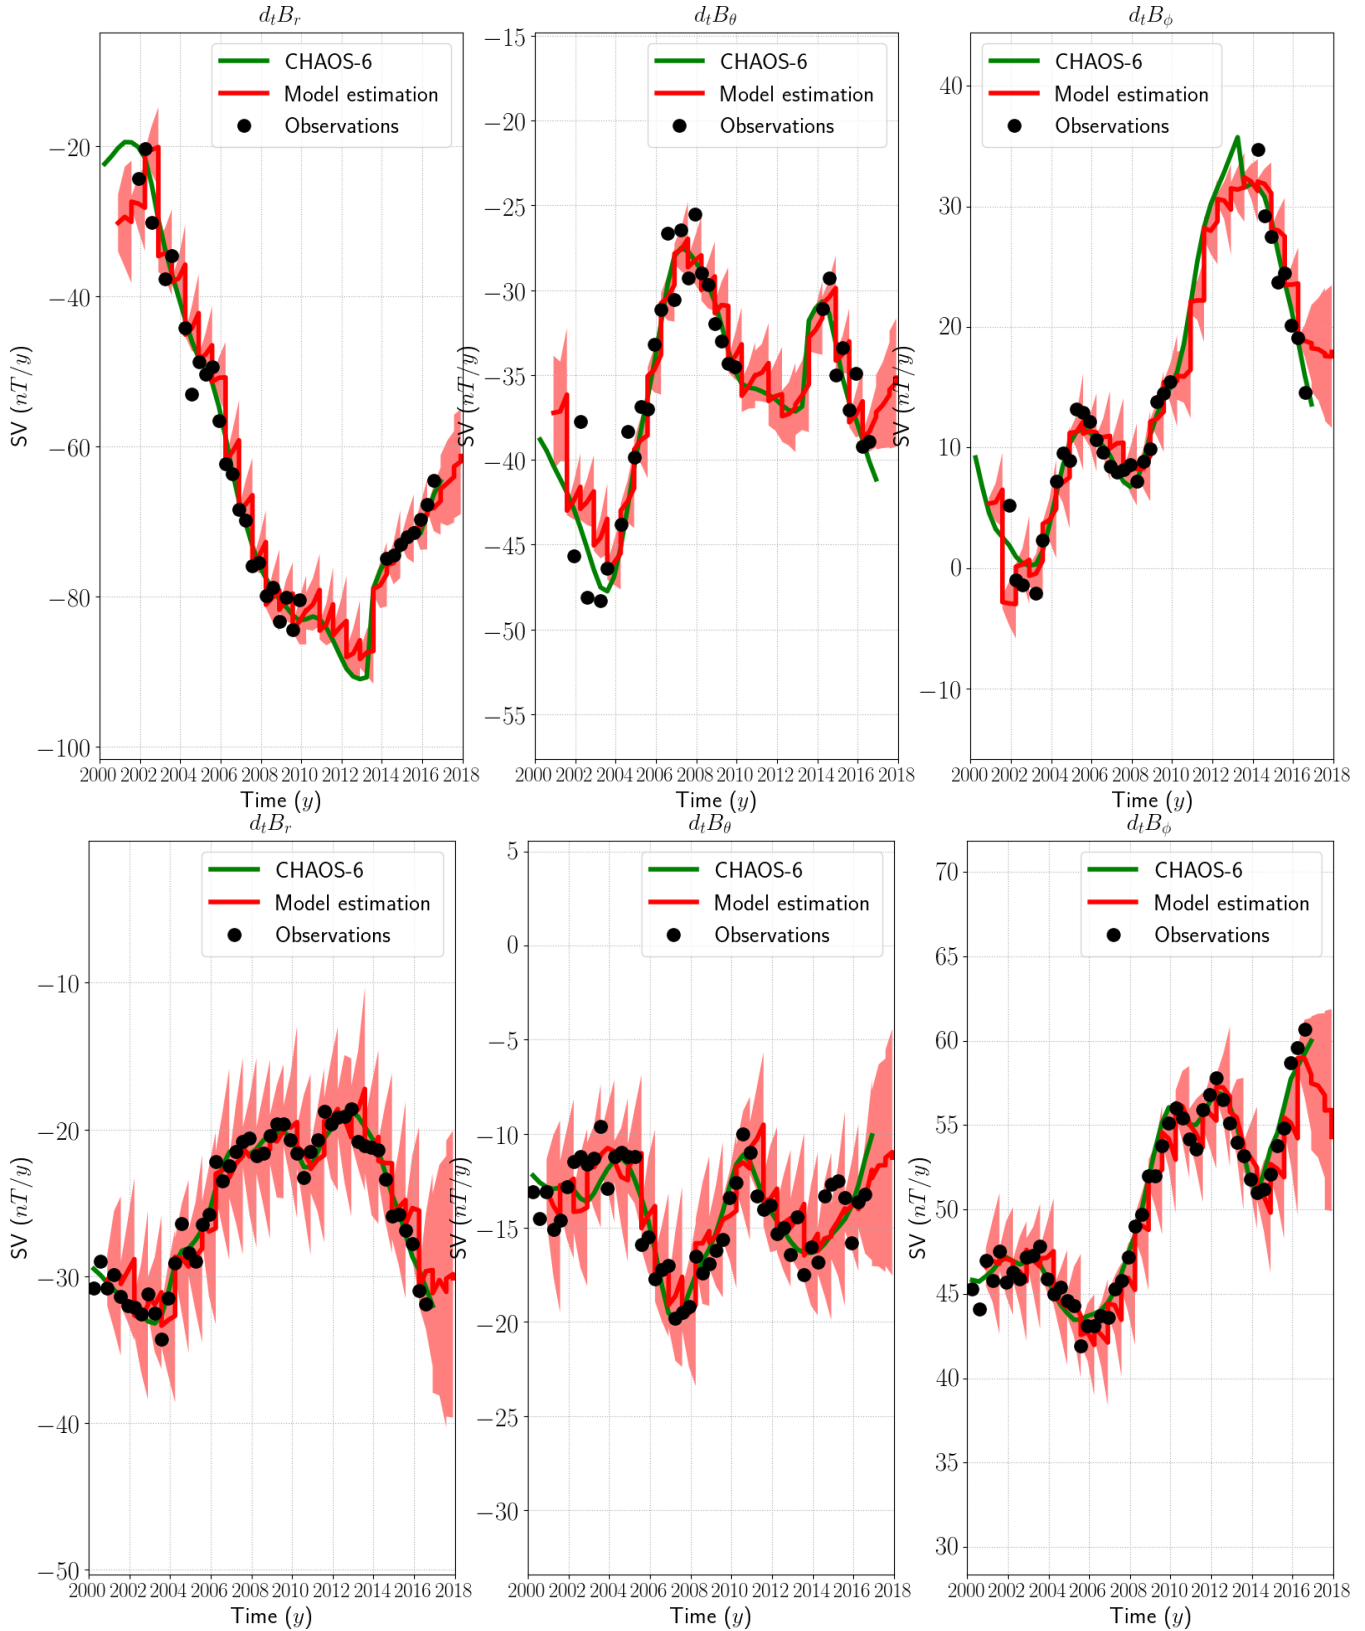 d_tB_r
CHAOS-6
Model estimation
Observations
−20
−40
−60
−80
−100
SV (nT/y)
2000 2002 2004 2006 2008 2010 2012 2014 2016 2018
Time (y)
d_tB_θ
CHAOS-6
Model estimation
Observations
−15
−20
−25
−30
−35
−40
−45
−50
−55
SV (nT/y)
2000 2002 2004 2006 2008 2010 2012 2014 2016 2018
Time (y)
d_tB_ϕ
CHAOS-6
Model estimation
Observations
40
30
20
10
0
−10
SV (nT/y)
2000 2002 2004 2006 2008 2010 2012 2014 2016 2018
Time (y)
d_tB_r
CHAOS-6
Model estimation
Observations
−10
−20
−30
−40
−50
SV (nT/y)
2000 2002 2004 2006 2008 2010 2012 2014 2016 2018
Time (y)
d_tB_θ
CHAOS-6
Model estimation
Observations
5
0
−5
−10
−15
−20
−25
−30
SV (nT/y)
2000 2002 2004 2006 2008 2010 2012 2014 2016 2018
Time (y)
d_tB_ϕ
CHAOS-6
Model estimation
Observations
70
65
60
55
50
45
40
35
30
SV (nT/y)
2000 2002 2004 2006 2008 2010 2012 2014 2016 2018
Time (y)